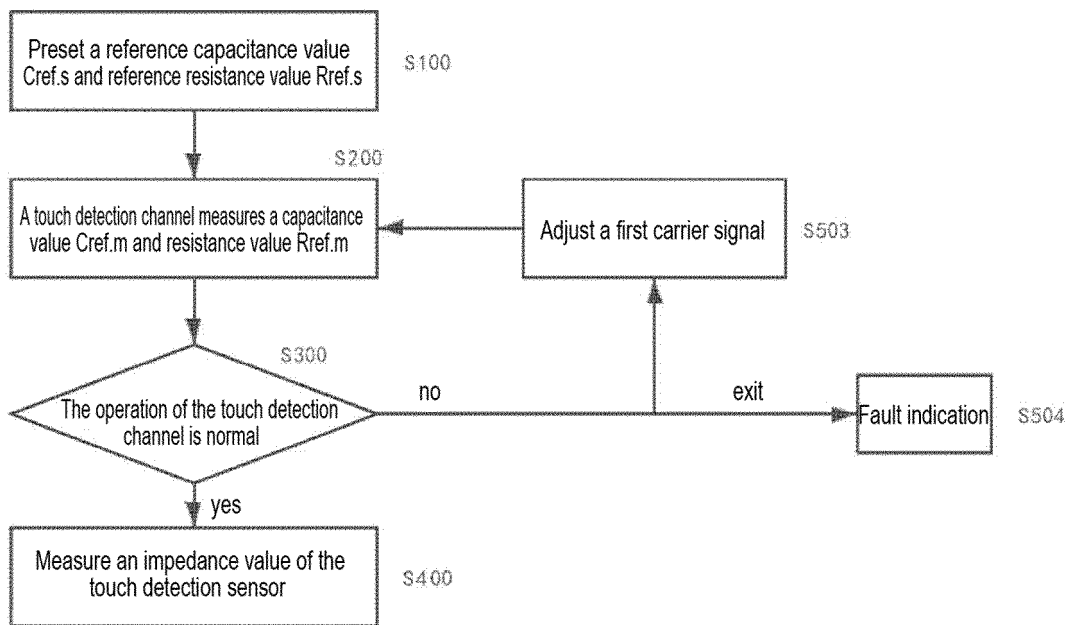 Preset a reference capacitance value
Cref.s and reference resistance value Rref.s
S100
S200
A touch detection channel measures a capacitance
value Cref.m and resistance value Rref.m
Adjust a first carrier signal
S503
S300
The operation of the touch detection
channel is normal
no
exit
Fault indication
S504
yes
Measure an impedance value of the
touch detection sensor
S400